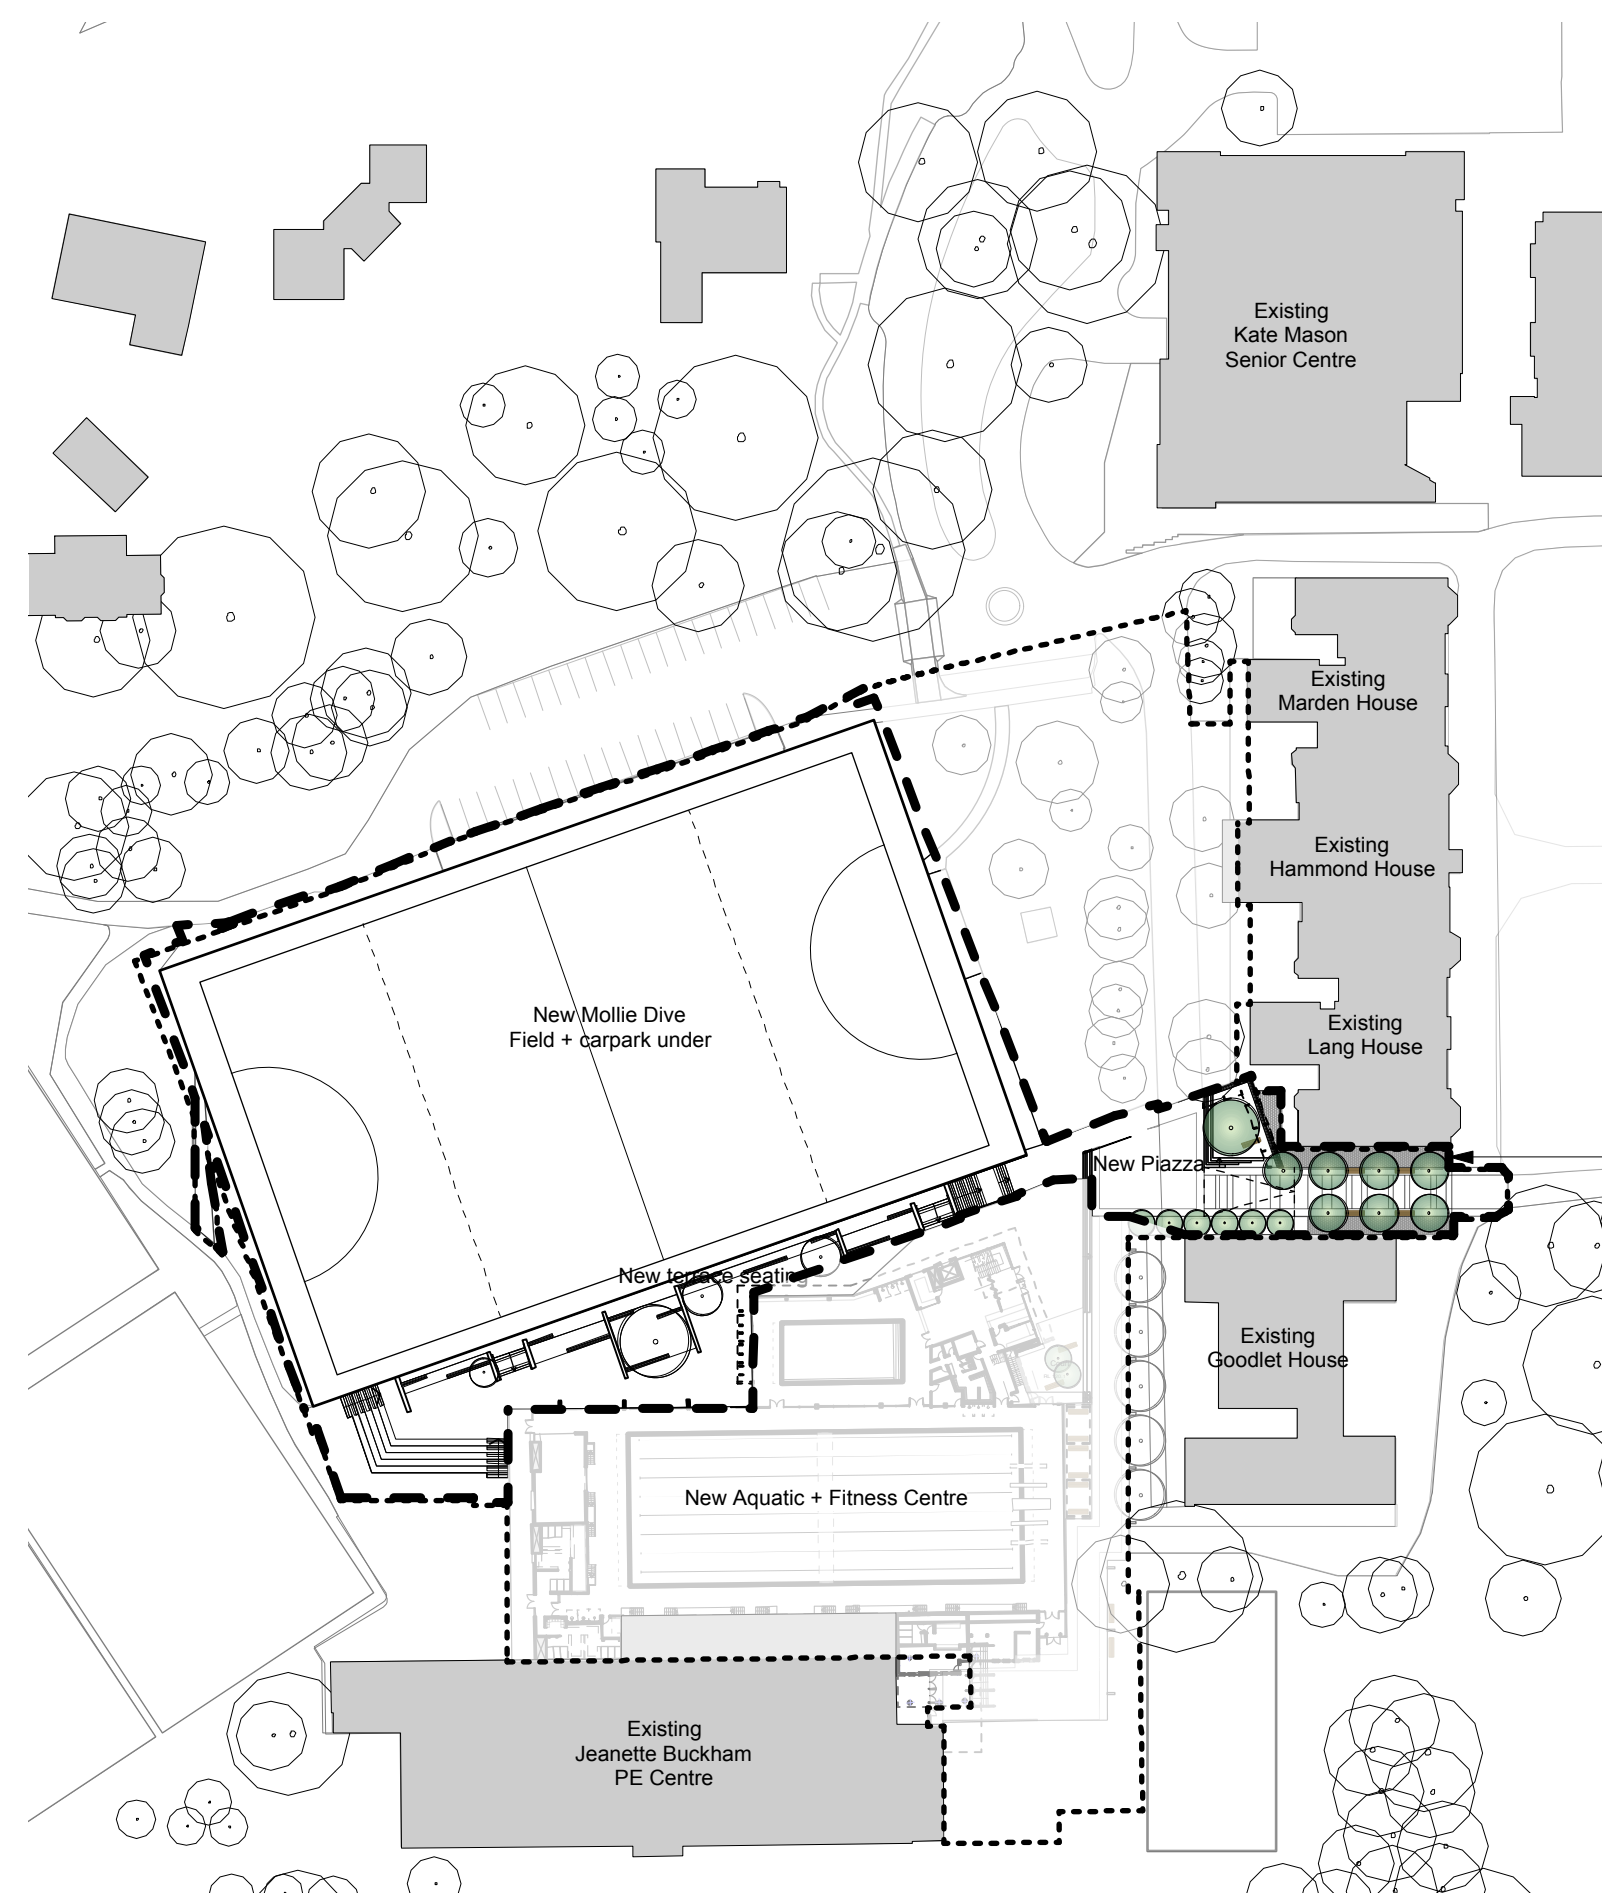 Existing
Kate Mason
Senior Centre
Existing
Marden House
Existing
Hammond House
New Mollie Dive
Field + carpark under
Existing
Lang House
New Piazza
New terrace seating
Existing
Goodlet House
New Aquatic + Fitness Centre
Existing
Jeanette Buckham
PE Centre